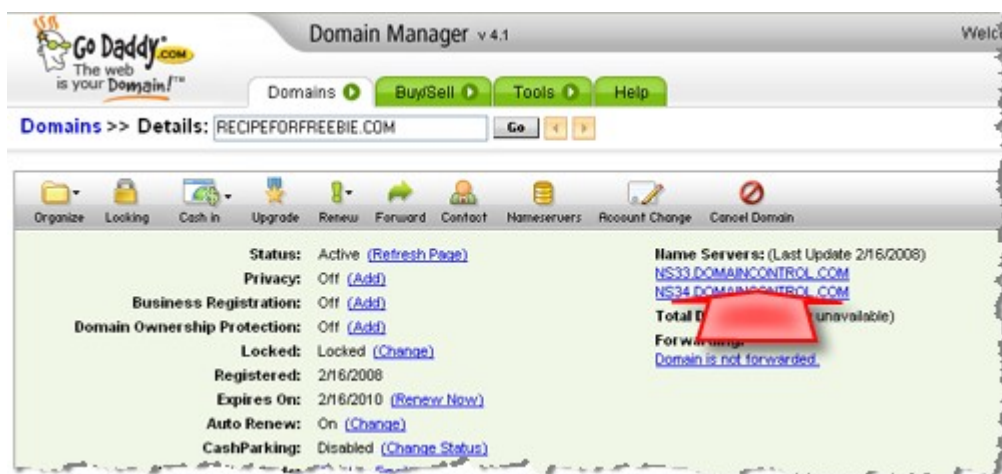 Go Daddy.com
The web
is your Domain!™
Domain Manager v 4.1
Welc
Domains Buy/Sell Tools Help
Domains >> Details: RECIPEFORFREEBIE.COM Go
Organize Locking Cash in Upgrade Renew Forward Contact Nameservers Account Change Cancel Domain
Status: Active (Refresh Page)
Privacy: Off (Add)
Business Registration: Off (Add)
Domain Ownership Protection: Off (Add)
Locked: Locked (Change)
Registered: 2/16/2008
Expires On: 2/16/2010 (Renew Now)
Auto Renew: On (Change)
CashParking: Disabled (Change Status)
Name Servers: (Last Update 2/16/2008)
NS33.DOMAINCONTROL.COM
NS34.DOMAINCONTROL.COM
Total unavailable)
Domain is not forwarded.